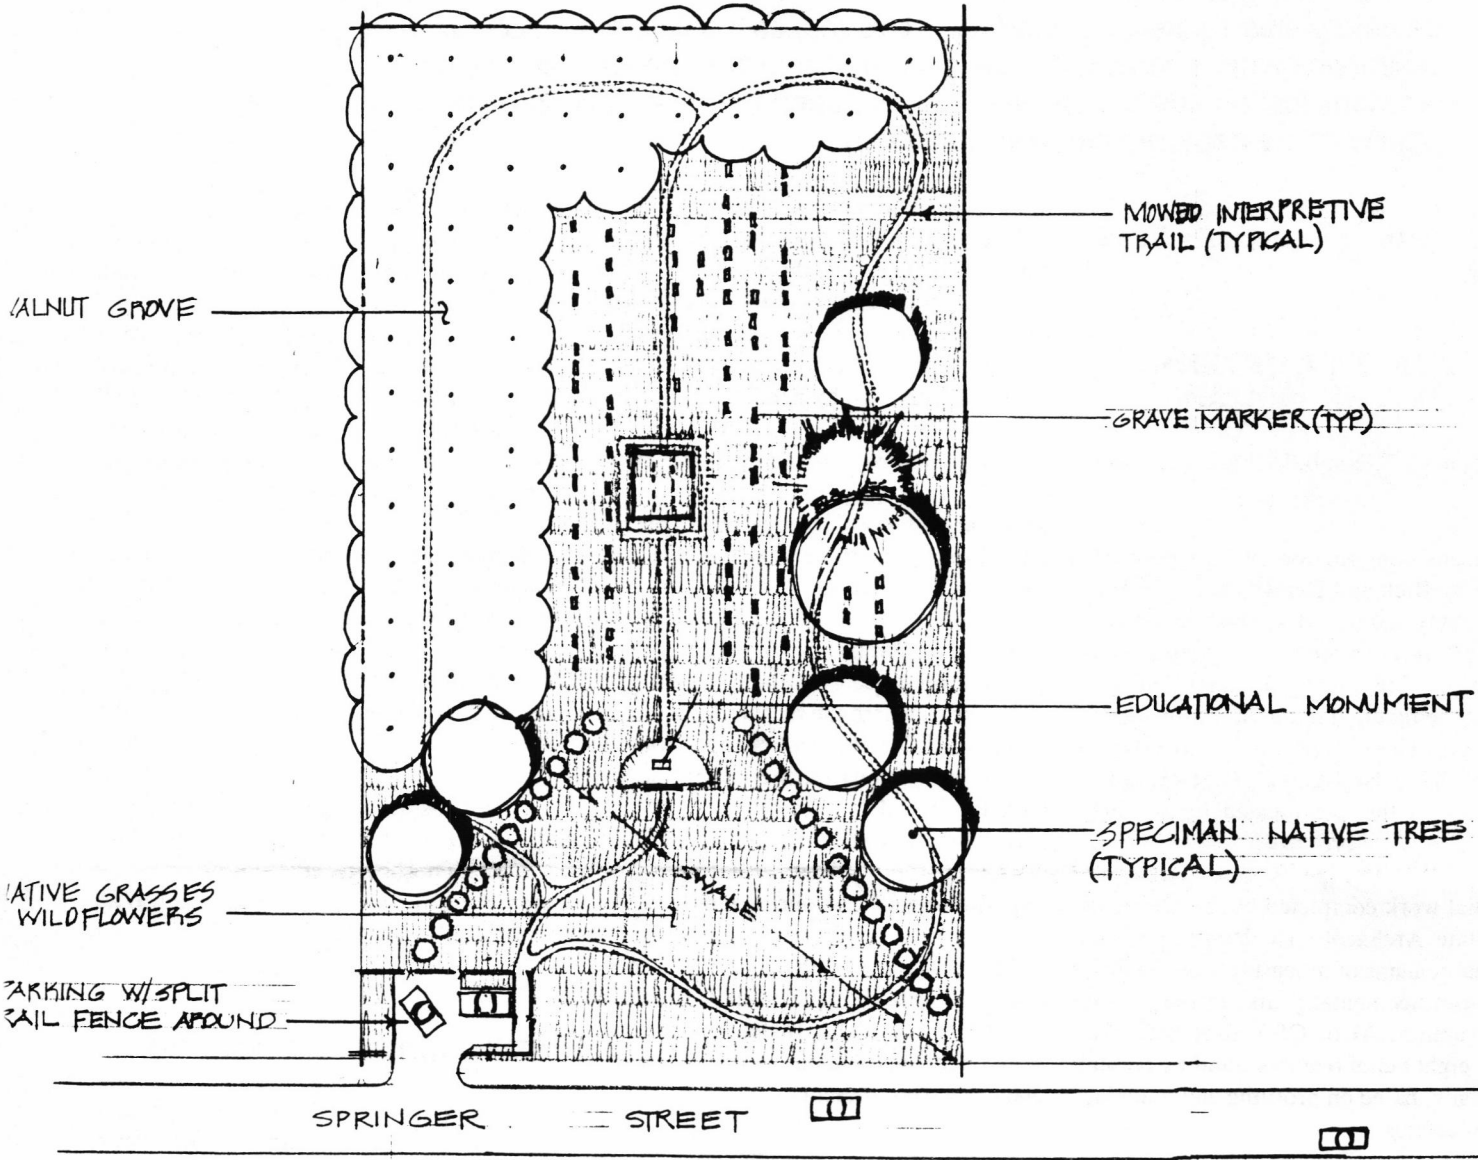 MOWED INTERPRETIVE
TRAIL (TYPICAL)
ALNUT GROVE
GRAVE MARKER (TYP)
EDUCATIONAL MONUMENT
SPECIMAN NATIVE TREE
(TYPICAL)
SWALE
ATIVE GRASSES
WILDFLOWERS
PARKING W/SPLIT
RAIL FENCE AROUND
SPRINGER STREET